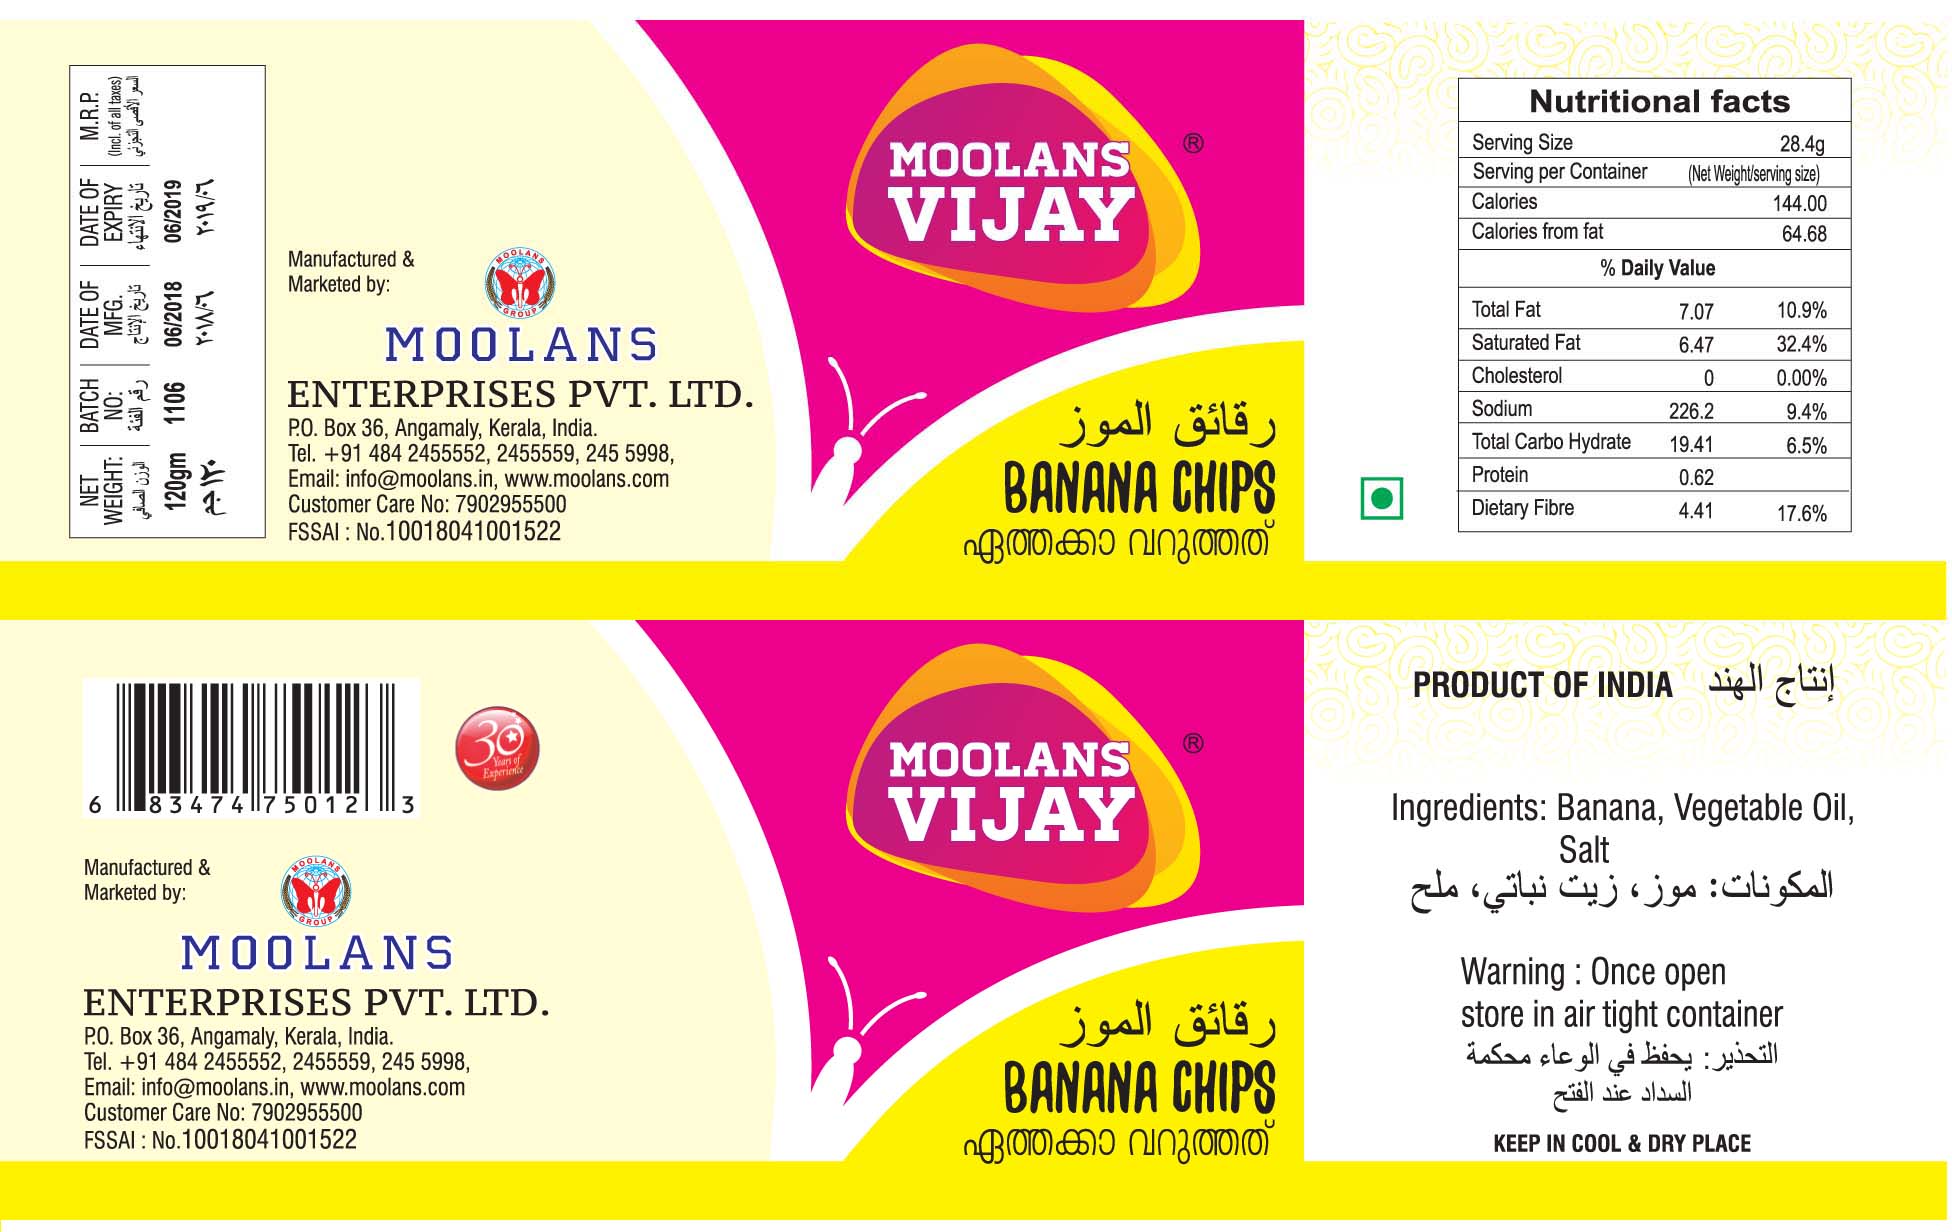 NET
WEIGHT:
الوزن الصافي
120gm
١٢٠جم
BATCH
NO:
رقم الفئة
1106
DATE OF
MFG.
تاريخ الإنتاج
06/2018
٢٠١٨/٠٦
DATE OF
EXPIRY
تاريخ الانتهاء
06/2019
٢٠١٩/٠٦
M.R.P.
(Incl. of all taxes)
السعر الأقصى التجزئي
Manufactured &
Marketed by:
MOOLANS
GROUP
MOOLANS
ENTERPRISES PVT. LTD.
P.O. Box 36, Angamaly, Kerala, India.
Tel. +91 484 2455552, 2455559, 245 5998,
Email: info@moolans.in, www.moolans.com
Customer Care No: 7902955500
FSSAI : No.10018041001522
MOOLANS
VIJAY
®
رقائق الموز
BANANA CHIPS
ഏത്തക്കാ വറുത്തത്
Nutritional facts
Serving Size 28.4g
Serving per Container (Net Weight/serving size)
Calories 144.00
Calories from fat 64.68
% Daily Value
Total Fat 7.07 10.9%
Saturated Fat 6.47 32.4%
Cholesterol 0 0.00%
Sodium 226.2 9.4%
Total Carbo Hydrate 19.41 6.5%
Protein 0.62
Dietary Fibre 4.41 17.6%
6 83474 75012 3
30
Years of
Experience
Manufactured &
Marketed by:
MOOLANS
GROUP
MOOLANS
ENTERPRISES PVT. LTD.
P.O. Box 36, Angamaly, Kerala, India.
Tel. +91 484 2455552, 2455559, 245 5998,
Email: info@moolans.in, www.moolans.com
Customer Care No: 7902955500
FSSAI : No.10018041001522
MOOLANS
VIJAY
®
رقائق الموز
BANANA CHIPS
ഏത്തക്കാ വറുത്തത്
PRODUCT OF INDIA إنتاج الهند
Ingredients: Banana, Vegetable Oil,
Salt
المكونات: موز، زيت نباتي، ملح
Warning : Once open
store in air tight container
التحذير: يحفظ في الوعاء محكمة
السداد عند الفتح
KEEP IN COOL & DRY PLACE